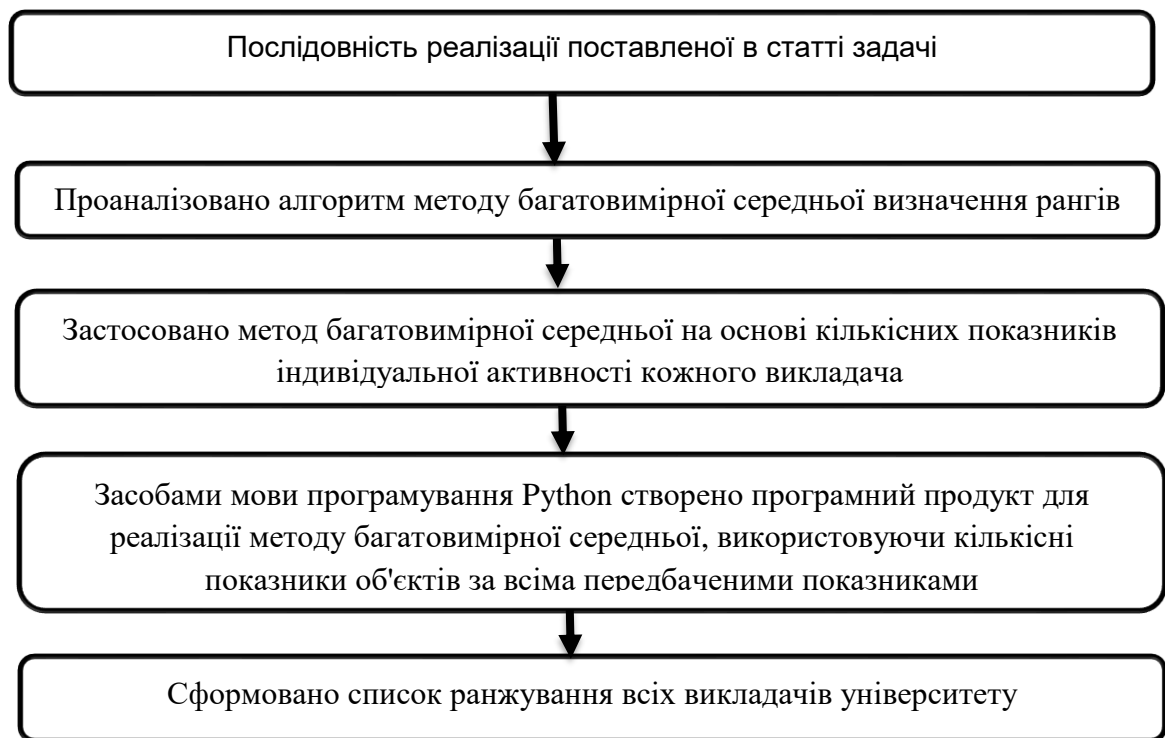 Послідовність реалізації поставленої в статті задачі
Проаналізовано алгоритм методу багатовимірної середньої визначення рангів
Застосовано метод багатовимірної середньої на основі кількісних показників
індивідуальної активності кожного викладача
Засобами мови програмування Python створено програмний продукт для
реалізації методу багатовимірної середньої, використовуючи кількісні
показники об'єктів за всіма передбаченими показниками
Сформовано список ранжування всіх викладачів університету